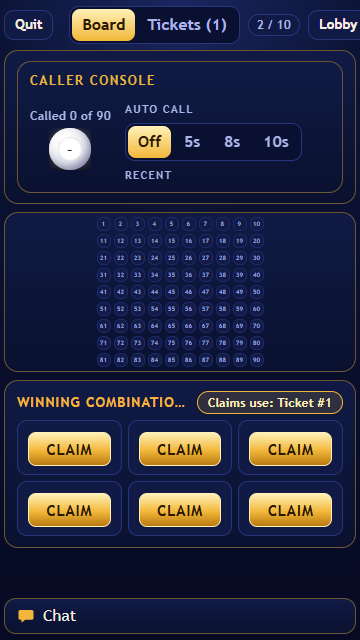 Quit Board Tickets (1) 2 / 10 Lobby
CALLER CONSOLE
Called 0 of 90
-
AUTO CALL
Off 5s 8s 10s
RECENT
1 2 3 4 5 6 7 8 9 10
11 12 13 14 15 16 17 18 19 20
21 22 23 24 25 26 27 28 29 30
31 32 33 34 35 36 37 38 39 40
41 42 43 44 45 46 47 48 49 50
51 52 53 54 55 56 57 58 59 60
61 62 63 64 65 66 67 68 69 70
71 72 73 74 75 76 77 78 79 80
81 82 83 84 85 86 87 88 89 90
WINNING COMBINATIO... Claims use: Ticket #1
CLAIM CLAIM CLAIM
CLAIM CLAIM CLAIM
Chat